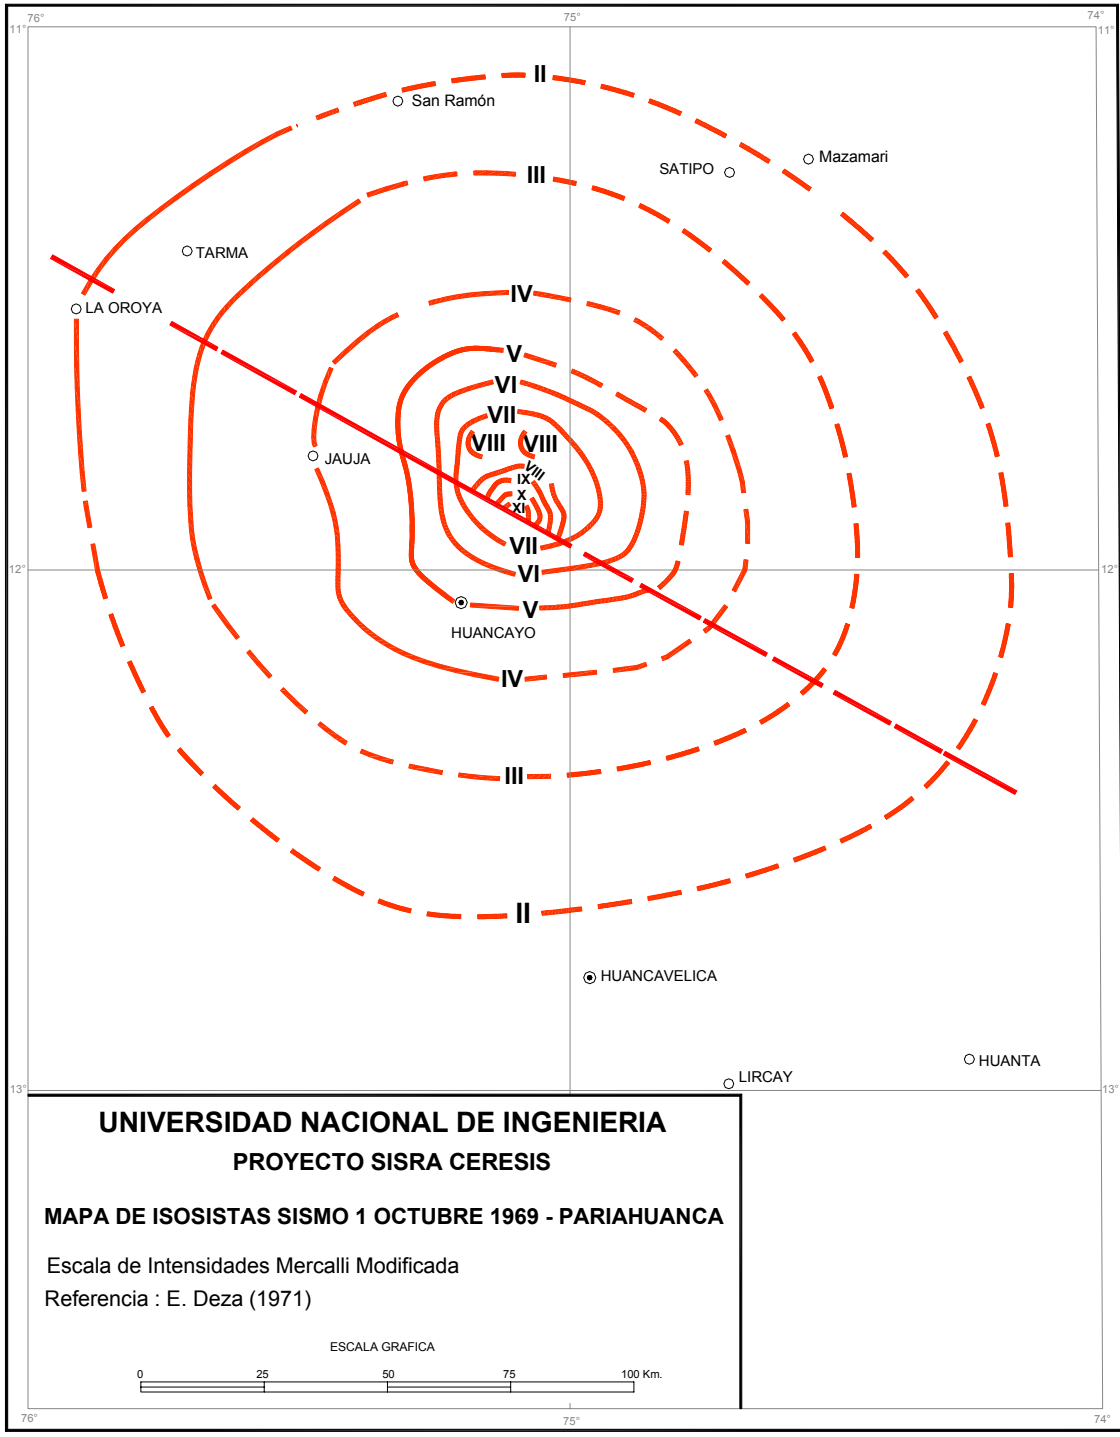 76° 75° 74°
11° 11°
II
San Ramón
Mazamari
SATIPO
III
TARMA
IV
LA OROYA
V
VI
VII
VIII VIII
JAUJA
VIII
IX
X
XI
VII
12° 12°
VI
V
HUANCAYO
IV
III
II
HUANCAVELICA
HUANTA
LIRCAY
13° 13°
UNIVERSIDAD NACIONAL DE INGENIERIA
PROYECTO SISRA CERESIS
MAPA DE ISOSISTAS SISMO 1 OCTUBRE 1969 - PARIAHUANCA
Escala de Intensidades Mercalli Modificada
Referencia : E. Deza (1971)
ESCALA GRAFICA
0 25 50 75 100 Km.
76° 75° 74°